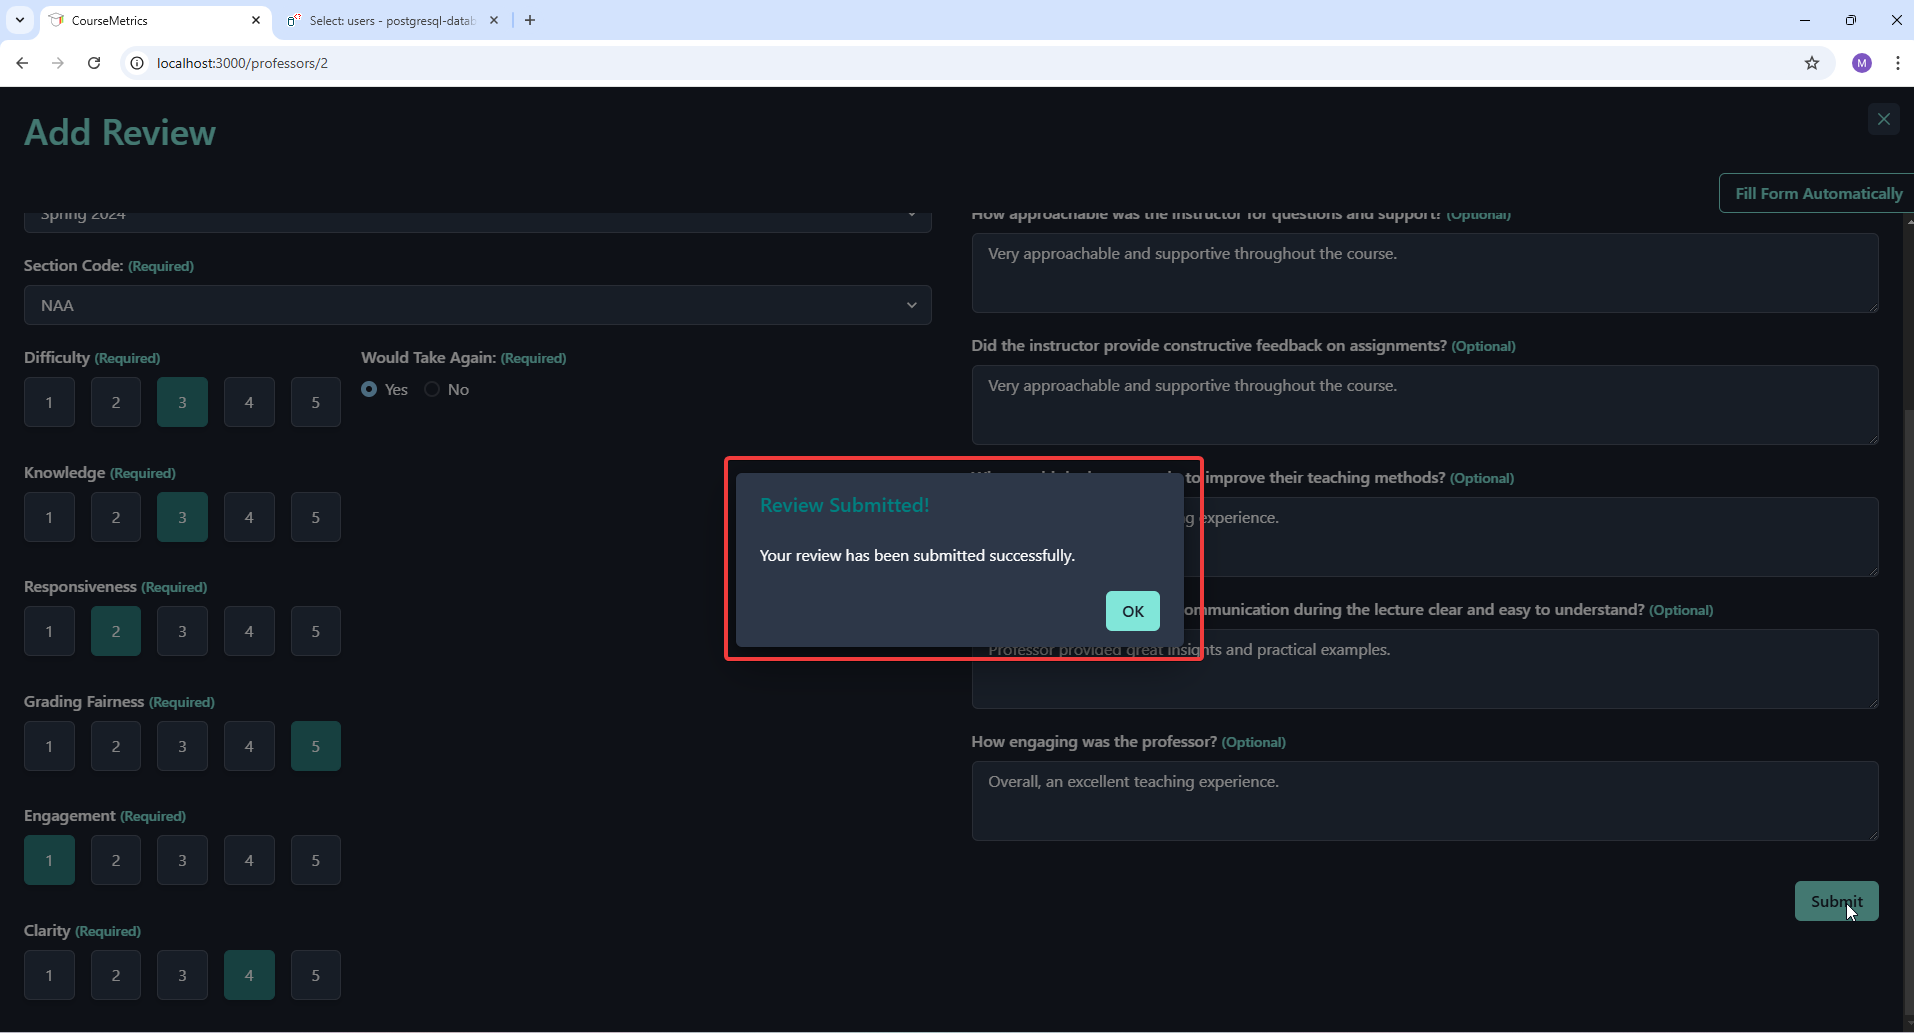 CourseMetrics
Select: users - postgresql-datab
localhost:3000/professors/2
M
Add Review
Fill Form Automatically
Spring 2024
Section Code: (Required)
NAA
Difficulty (Required)
1 2 3 4 5
Would Take Again: (Required)
Yes No
Knowledge (Required)
1 2 3 4 5
Responsiveness (Required)
1 2 3 4 5
Grading Fairness (Required)
1 2 3 4 5
Engagement (Required)
1 2 3 4 5
Clarity (Required)
1 2 3 4 5
How approachable was the instructor for questions and support? (Optional)
Very approachable and supportive throughout the course.
Did the instructor provide constructive feedback on assignments? (Optional)
Very approachable and supportive throughout the course.
to improve their teaching methods? (Optional)
experience.
communication during the lecture clear and easy to understand? (Optional)
Professor provided great insights and practical examples.
How engaging was the professor? (Optional)
Overall, an excellent teaching experience.
Submit
Review Submitted!
Your review has been submitted successfully.
OK